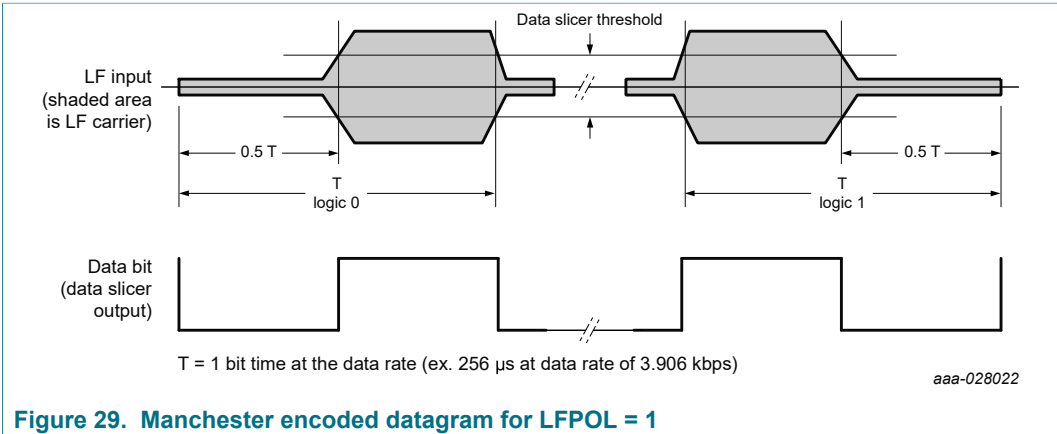 Data slicer threshold
LF input
(shaded area
is LF carrier)
0.5 T
0.5 T
T
logic 0
T
logic 1
Data bit
(data slicer
output)
T = 1 bit time at the data rate (ex. 256 μs at data rate of 3.906 kbps)
aaa-028022
Figure 29. Manchester encoded datagram for LFPOL = 1